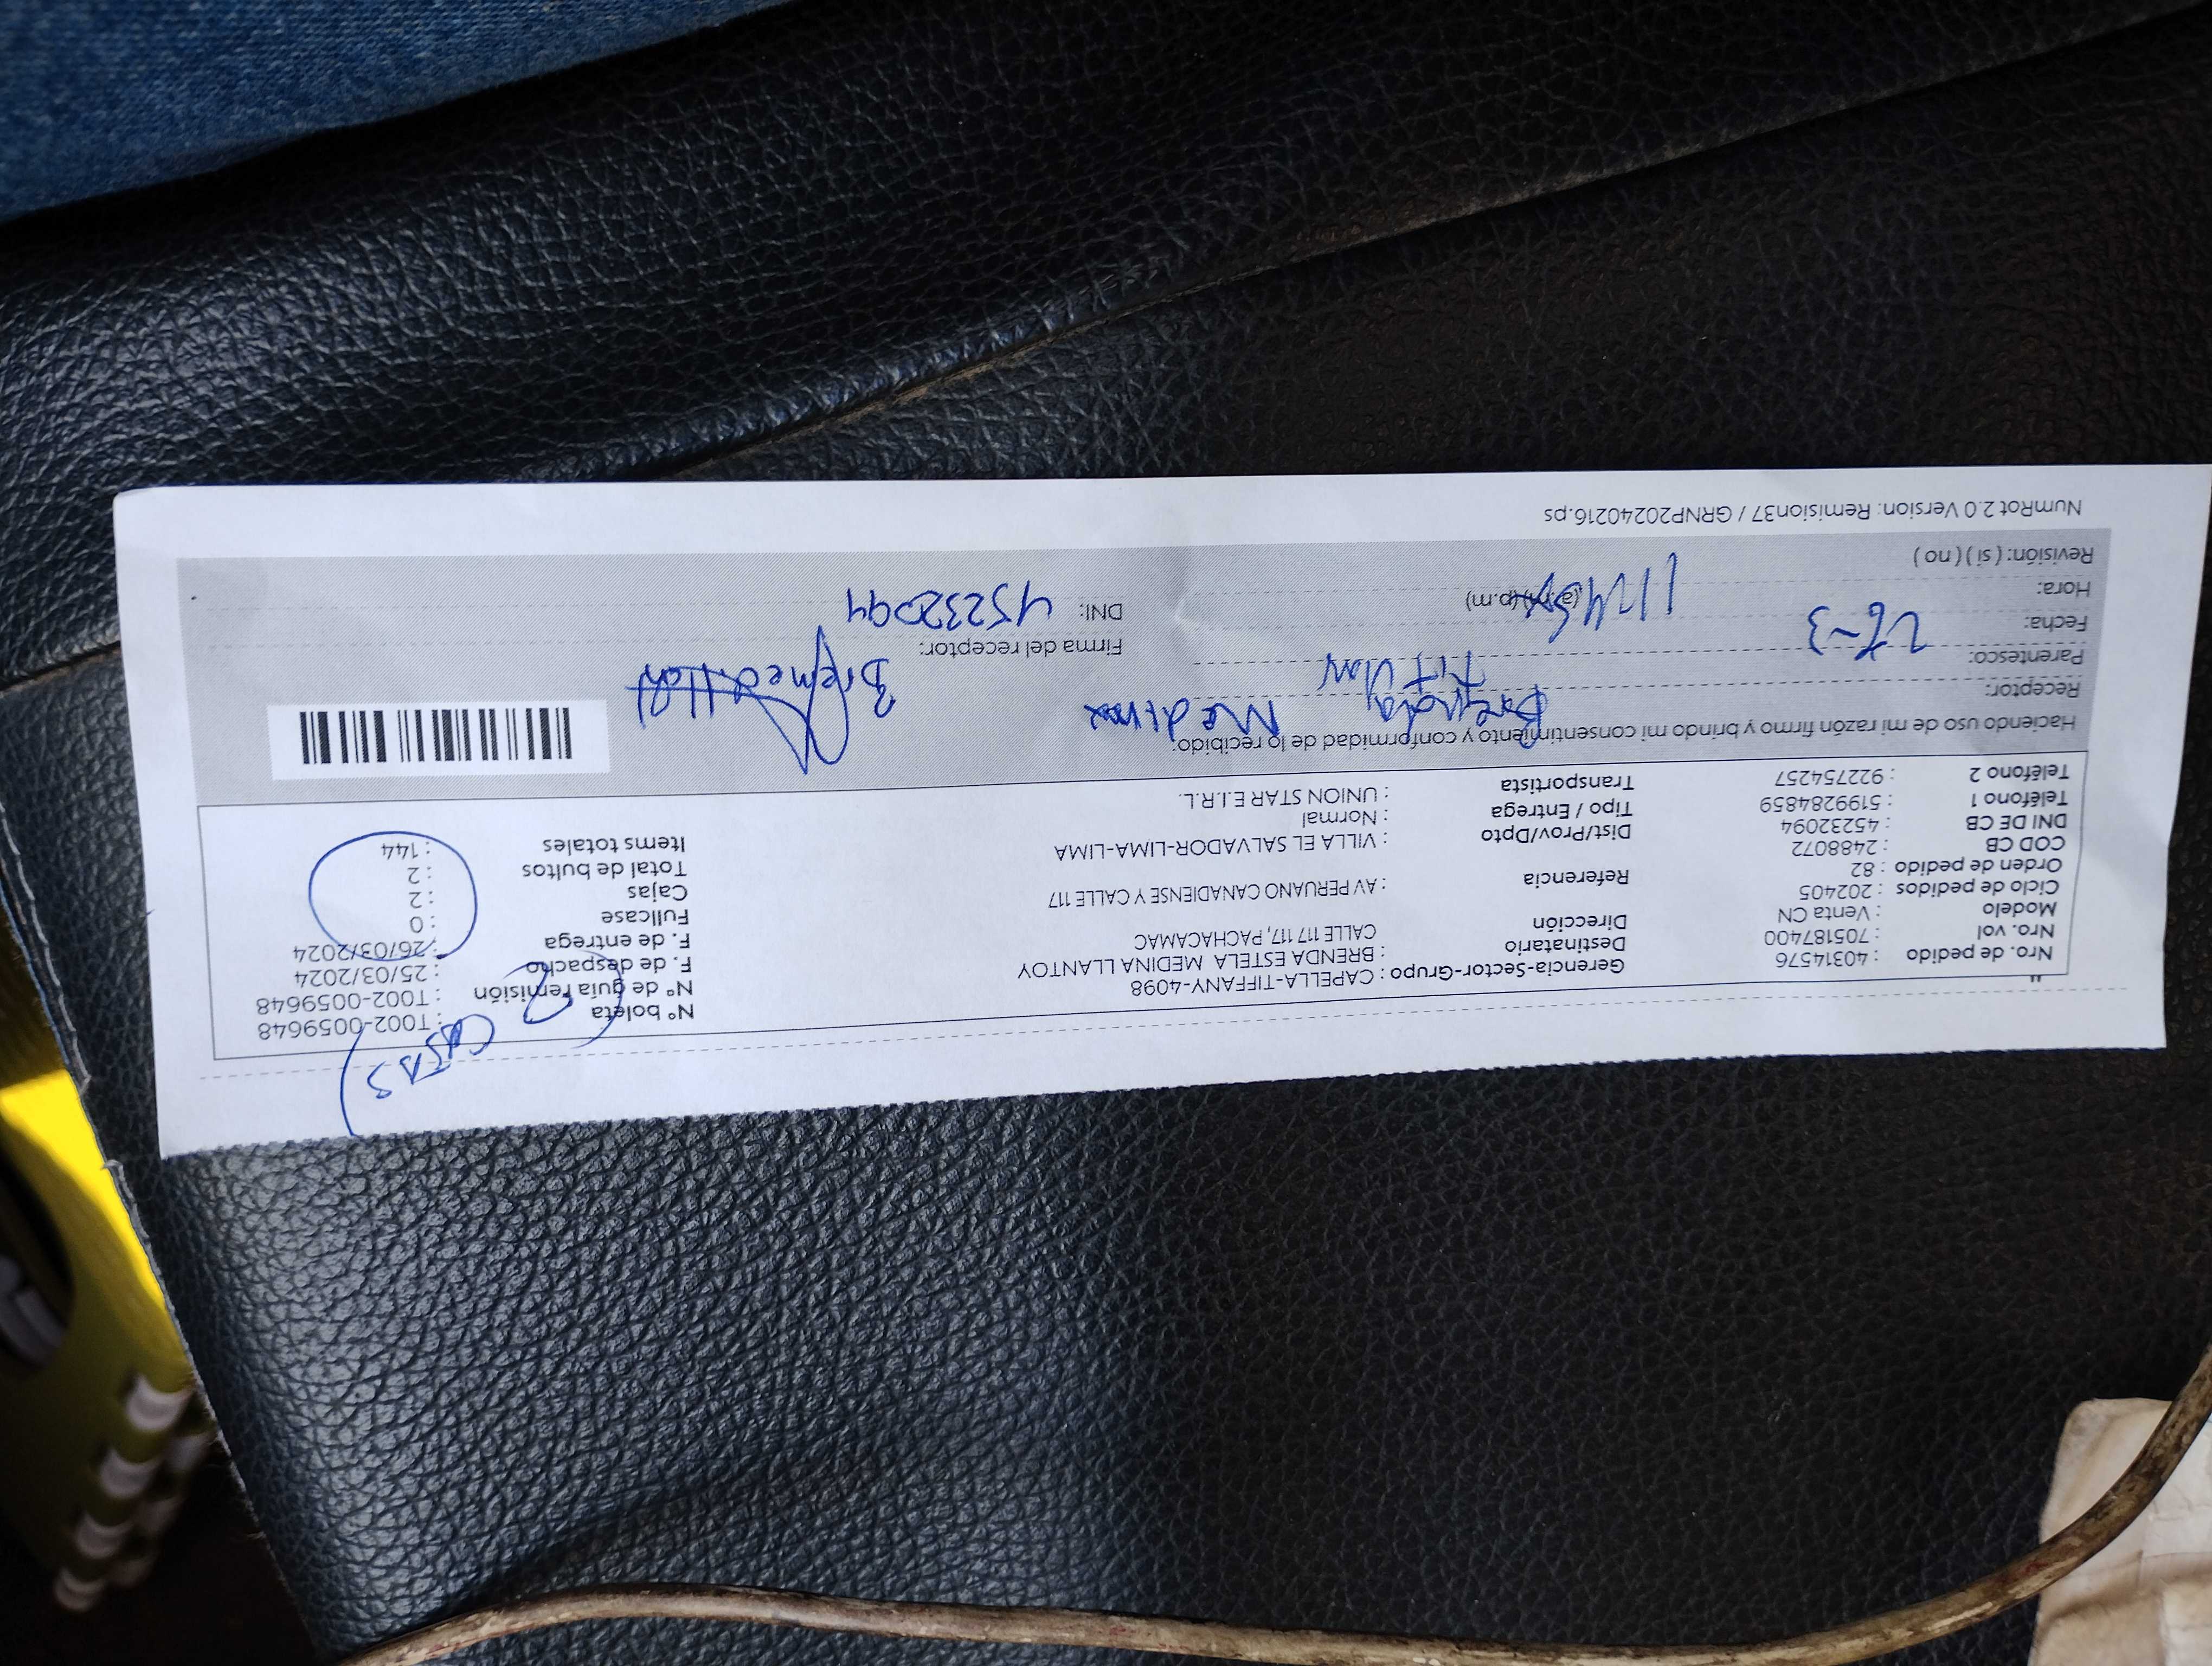 Nro. de pedido : 40314576 Gerencia-Sector-Grupo : CAPELLA-TIFFANY-4098 N° boleta : T002-0059648
Nro. vol : 705187400 Destinatario : BRENDA ESTELA MEDINA LLANTOY N° de guía remisión : T002-0059648
Modelo : Venta CN Dirección CALLE 117 117, PACHACAMAC F. de despacho : 25/03/2024
Ciclo de pedidos : 202405 F. de entrega : 26/03/2024
Orden de pedido : 82 Referencia : AV PERUANO CANADIENSE Y CALLE 117 Fullcase : 0
COD CB : 2488072 Cajas : 2
DNI DE CB : 45232094 Dist/Prov/Dpto : VILLA EL SALVADOR-LIMA-LIMA Total de bultos : 2
Teléfono 1 : 5199284859 Tipo / Entrega : Normal Items totales : 144
Teléfono 2 : 922754257 Transportista : UNION STAR E.I.R.L.
2 CAJAS
Haciendo uso de mi razón firmo y brindo mi consentimiento y conformidad de lo recibido:
Receptor: Brenda Medina
Parentesco: Titular
Fecha: 26-3 Firma del receptor:
Hora: 11:45 (a.m) (p.m) DNI: 45232094
Revisión: ( si ) ( no )
NumRot 2.0 Version: Remision37 / GRNP20240216.ps